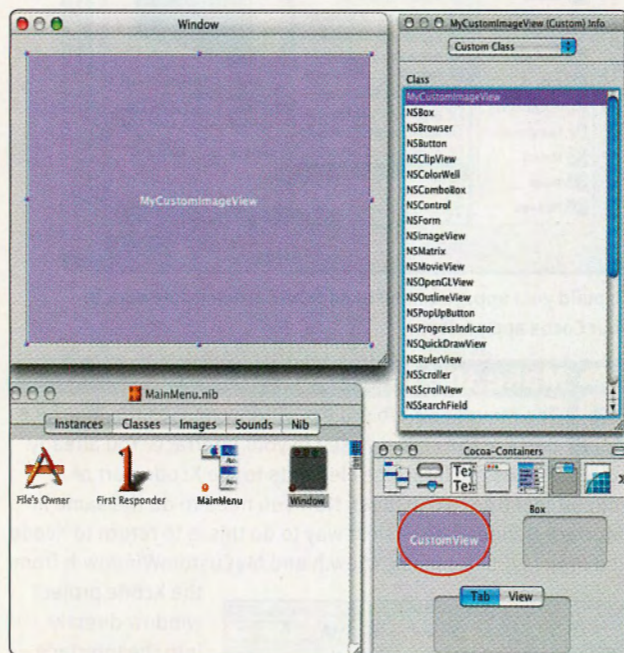 Window
MyCustomImageView
MyCustomImageView (Custom) Info
Custom Class
Class
MyCustomImageView
NSBox
NSBrowser
NSButton
NSClipView
NSColorWell
NSComboBox
NSControl
NSForm
NSImageView
NSMatrix
NSMovieView
NSOpenGLView
NSOutlineView
NSPopUpButton
NSProgressIndicator
NSQuickDrawView
NSRulerView
NSScroller
NSScrollView
NSSearchField
MainMenu.nib
Instances Classes Images Sounds Nib
File's Owner First Responder MainMenu Window
Cocoa-Containers
CustomView
Box
Tab View